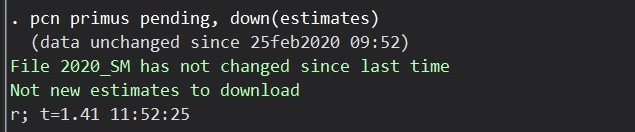 . pcn primus pending, down(estimates)
(data unchanged since 25feb2020 09:52)
File 2020_SM has not changed since last time
Not new estimates to download
r; t=1.41 11:52:25